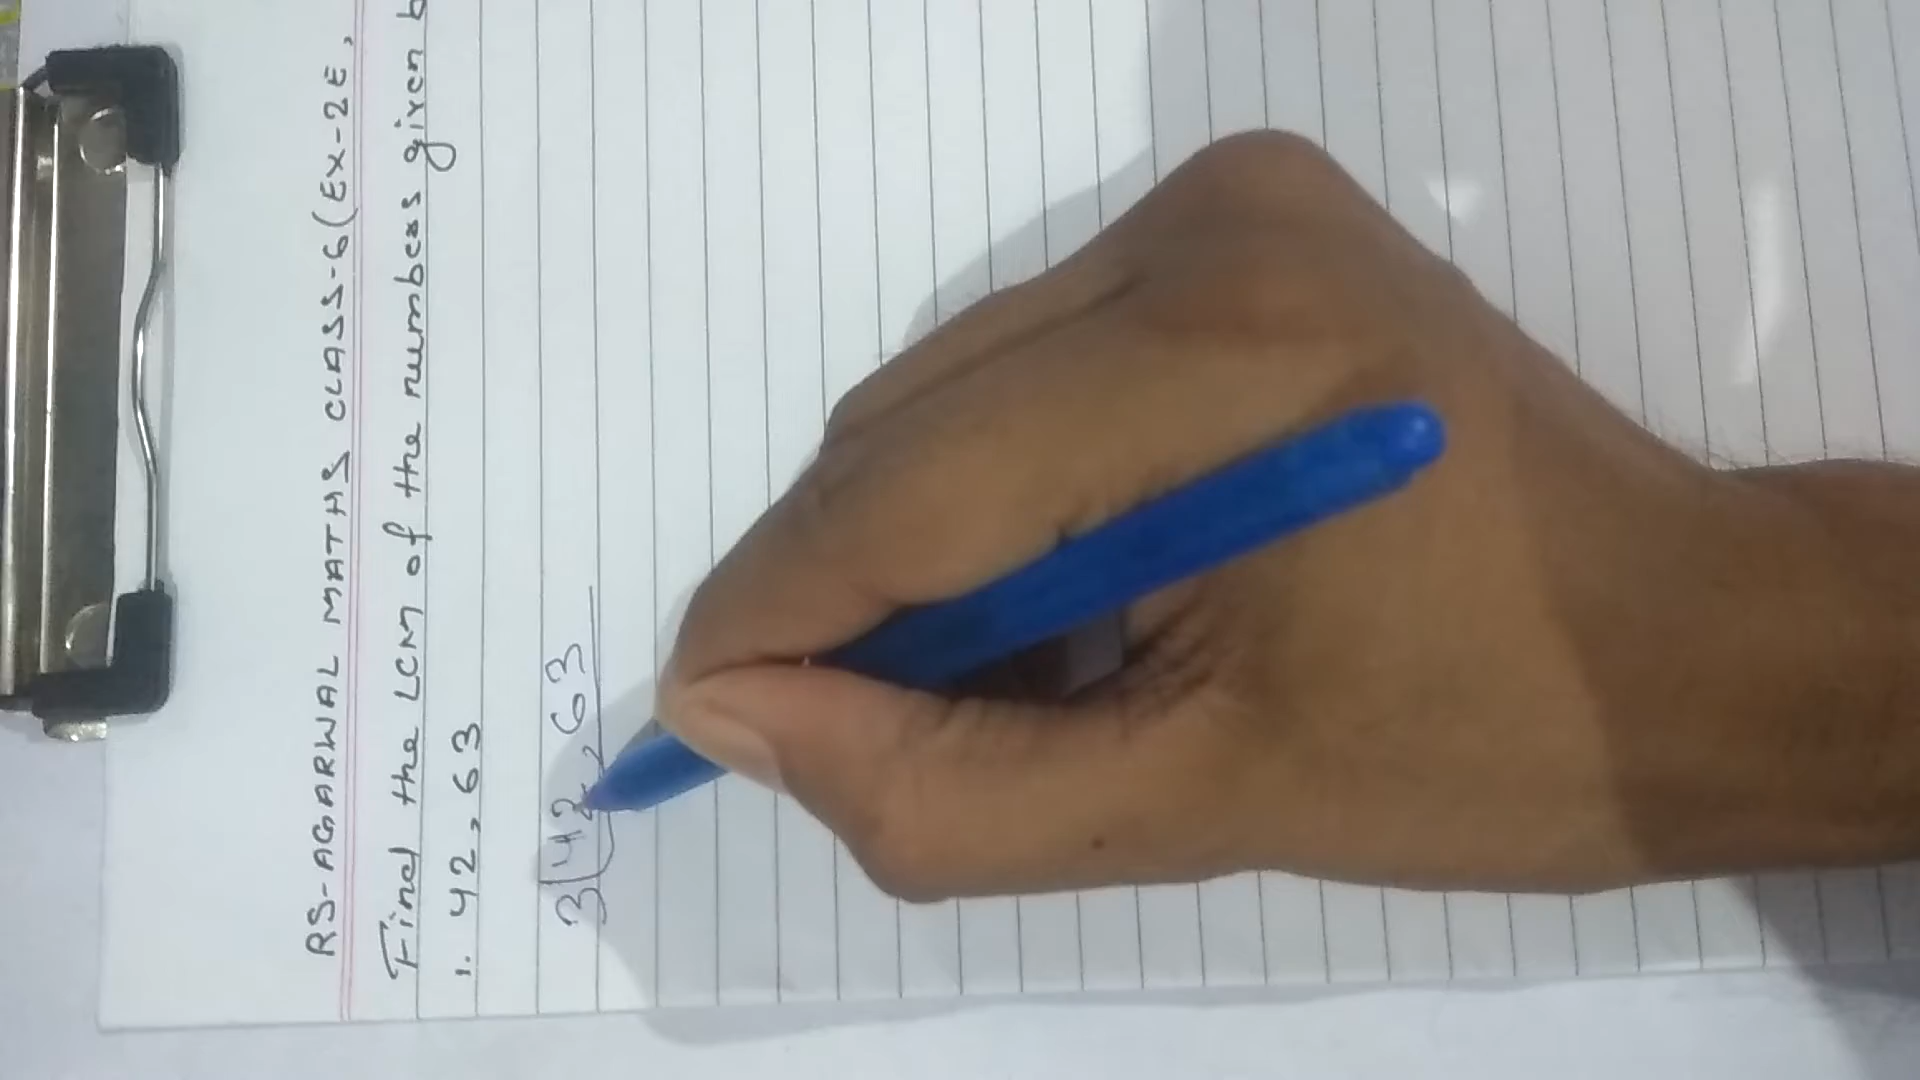 RS-AGARWAL MATHS CLASS-6(EX-2E,
Find the LCM of the numbers given b
1. 42, 63
3 42, 63